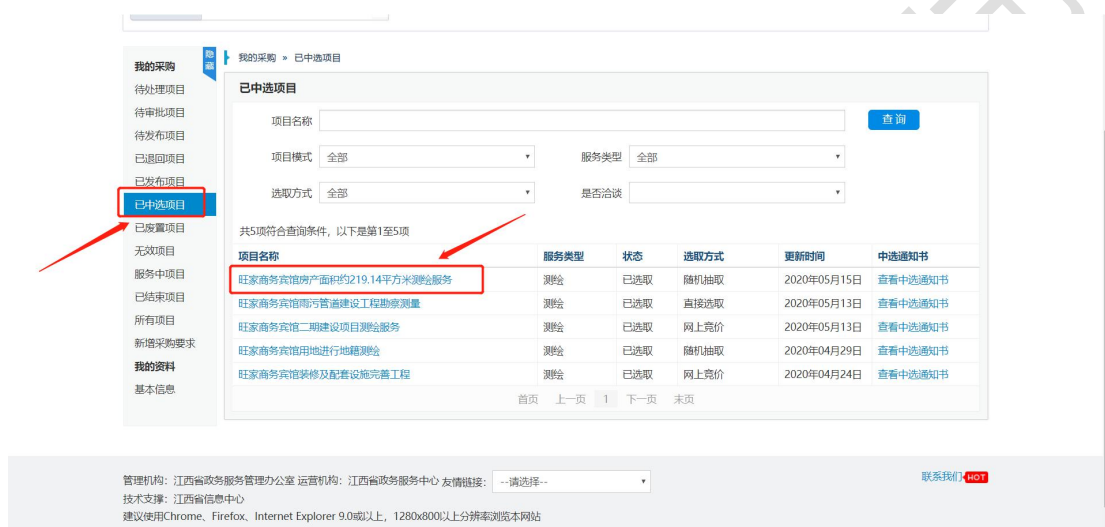 隐藏
我的采购 » 已中选项目
我的采购
待处理项目
待审批项目
待发布项目
已退回项目
已发布项目
已中选项目
已废置项目
无效项目
服务中项目
已结束项目
所有项目
新增采购要求
我的资料
基本信息
已中选项目
项目名称 查询
项目模式 全部 服务类型 全部
选取方式 全部 是否洽谈
共5项符合查询条件，以下是第1至5项
项目名称 服务类型 状态 选取方式 更新时间 中选通知书
旺家商务宾馆房产面积约219.14平方米测绘服务 测绘 已选取 随机抽取 2020年05月15日 查看中选通知书
旺家商务宾馆雨污管道建设工程勘察测量 测绘 已选取 直接选取 2020年05月13日 查看中选通知书
旺家商务宾馆二期建设项目测绘服务 测绘 已选取 网上竞价 2020年05月13日 查看中选通知书
旺家商务宾馆用地进行地籍测绘 测绘 已选取 随机抽取 2020年04月29日 查看中选通知书
旺家商务宾馆装修及配套设施完善工程 测绘 已选取 网上竞价 2020年04月24日 查看中选通知书
首页 上一页 1 下一页 末页
管理机构：江西省政务服务管理办公室 运营机构：江西省政务服务中心 友情链接： --请选择-- 联系我们 HOT
技术支撑：江西省信息中心
建议使用Chrome、Firefox、Internet Explorer 9.0或以上，1280x800以上分辨率浏览本网站